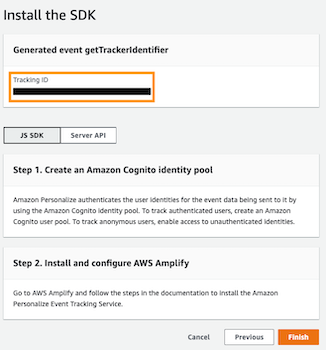 Install the SDK
Generated event getTrackerIdentifier
Tracking ID
JS SDK
Server API
Step 1. Create an Amazon Cognito identity pool
Amazon Personalize authenticates the user identities for the event data being sent to it by
using the Amazon Cognito identity pool. To track authenticated users, create an Amazon
Cognito user pool. To track anonymous users, enable access to unauthenticated identities.
Step 2. Install and configure AWS Amplify
Go to AWS Amplify and follow the steps in the documentation to install the Amazon
Personalize Event Tracking Service.
Cancel
Previous
Finish